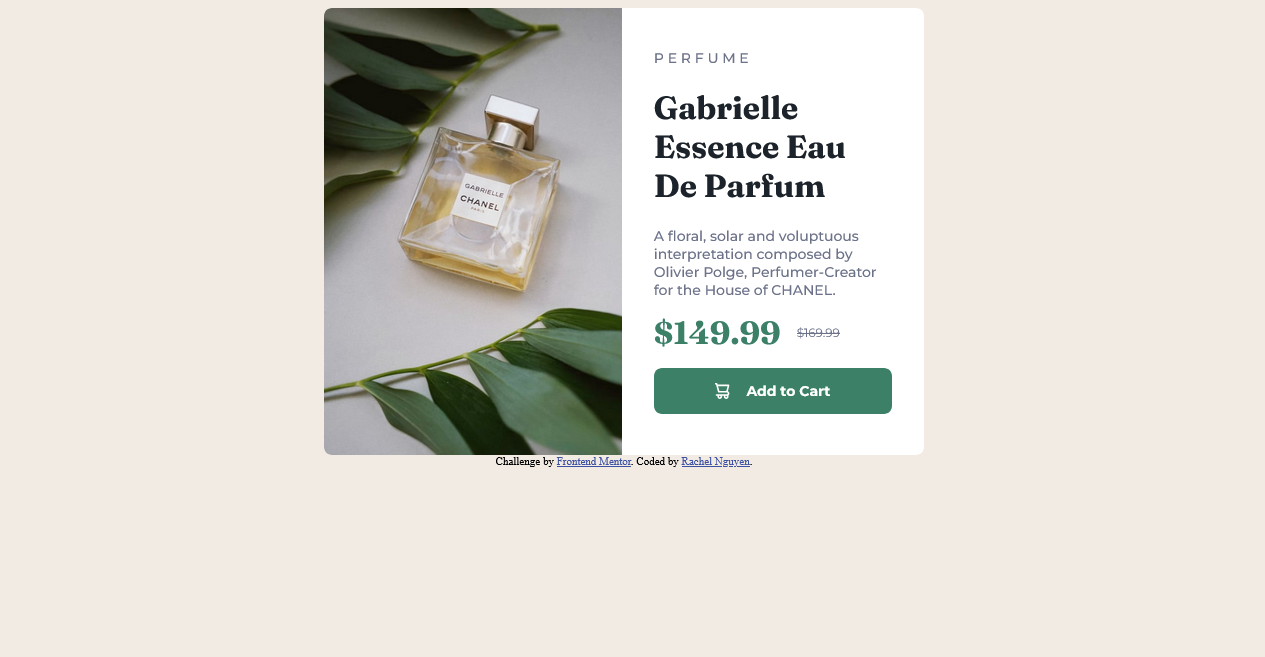 GABRIELLE
CHANEL
PARIS
PERFUME
Gabrielle
Essence Eau
De Parfum
A floral, solar and voluptuous
interpretation composed by
Olivier Polge, Perfumer-Creator
for the House of CHANEL.
$149.99 $169.99
Add to Cart
Challenge by Frontend Mentor. Coded by Rachel Nguyen.